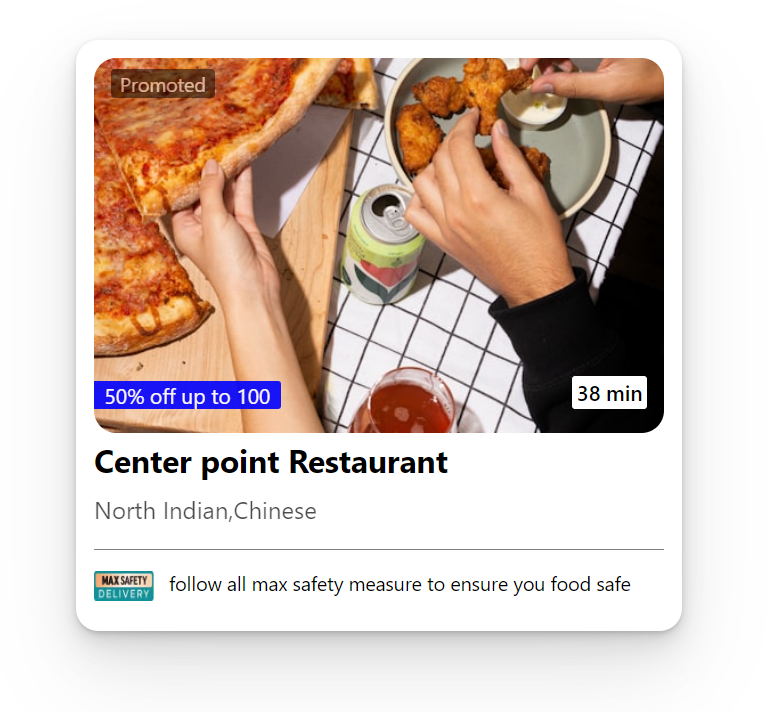 Promoted
50% off up to 100
38 min
Center point Restaurant
North Indian,Chinese
MAX SAFETY
DELIVERY
follow all max safety measure to ensure you food safe